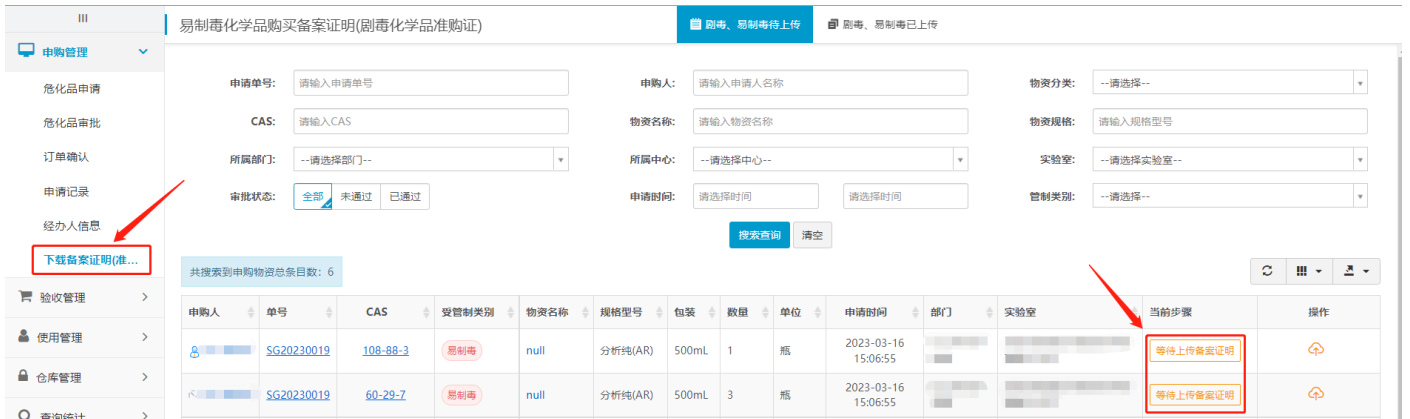 易制毒化学品购买备案证明(剧毒化学品准购证)
剧毒、易制毒待上传
剧毒、易制毒已上传
申购管理
危化品申请
危化品审批
订单确认
申请记录
经办人信息
下载备案证明(准...
验收管理
使用管理
仓库管理
查询统计
申请单号: 请输入申请单号 申购人: 请输入申请人名称 物资分类: --请选择--
CAS: 请输入CAS 物资名称: 请输入物资名称 物资规格: 请输入规格型号
所属部门: --请选择部门-- 所属中心: --请选择中心-- 实验室: --请选择实验室--
审批状态: 全部 未通过 已通过 申请时间: 请选择时间 请选择时间 管制类别: --请选择--
搜索查询 清空
共搜索到申购物资总条目数: 6
申购人 单号 CAS 受管制类别 物资名称 规格型号 包装 数量 单位 申请时间 部门 实验室 当前步骤 操作
SG20230019 108-88-3 易制毒 null 分析纯(AR) 500mL 1 瓶 2023-03-16 15:06:55 等待上传备案证明
SG20230019 60-29-7 易制毒 null 分析纯(AR) 500mL 3 瓶 2023-03-16 15:06:55 等待上传备案证明